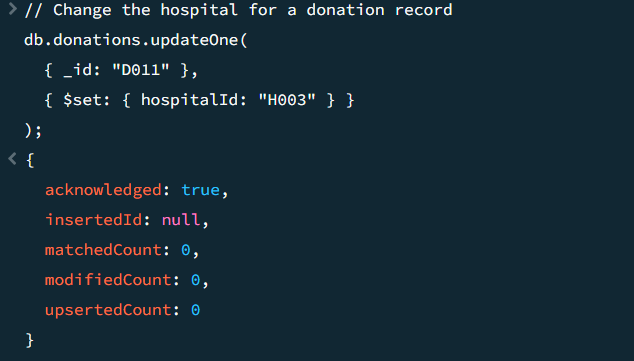 > // Change the hospital for a donation record
db.donations.updateOne(
  { _id: "D011" },
  { $set: { hospitalId: "H003" } }
);
< {
  acknowledged: true,
  insertedId: null,
  matchedCount: 0,
  modifiedCount: 0,
  upsertedCount: 0
}